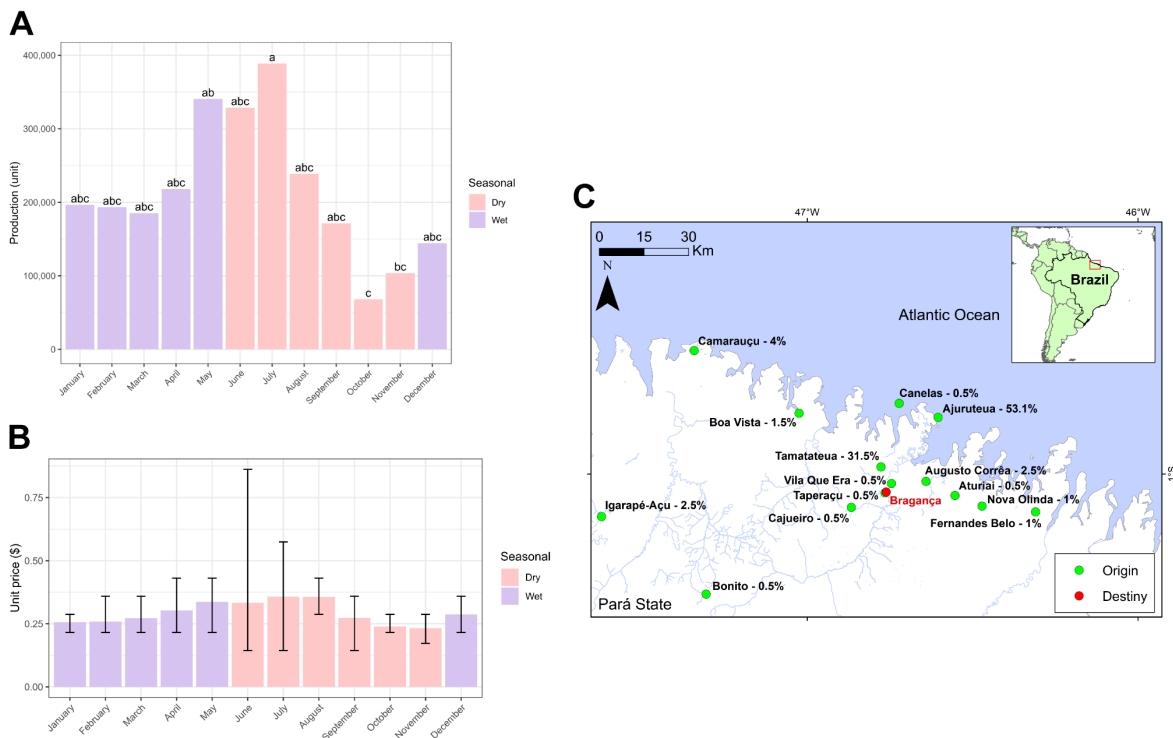 A
400,000
300,000
200,000
100,000
0
Production (unit)
abc
abc
abc
abc
ab
abc
a
abc
abc
c
bc
abc
January
February
March
April
May
June
July
August
September
October
November
December
Seasonal
Dry
Wet
B
0.75
0.50
0.25
0.00
Unit price ($)
January
February
March
April
May
June
July
August
September
October
November
December
Seasonal
Dry
Wet
C
47°W
46°W
0 15 30
Km
N
Brazil
Atlantic Ocean
Camarauçu - 4%
Canelas - 0.5%
Ajuruteua - 53.1%
Boa Vista - 1.5%
Tamatateua - 31.5%
Augusto Corrêa - 2.5%
1°S
Vila Que Era - 0.5%
Aturiaí - 0.5%
Taperaçu - 0.5%
Bragança
Nova Olinda - 1%
Igarapé-Açu - 2.5%
Cajueiro - 0.5%
Fernandes Belo - 1%
Bonito - 0.5%
Pará State
Origin
Destiny